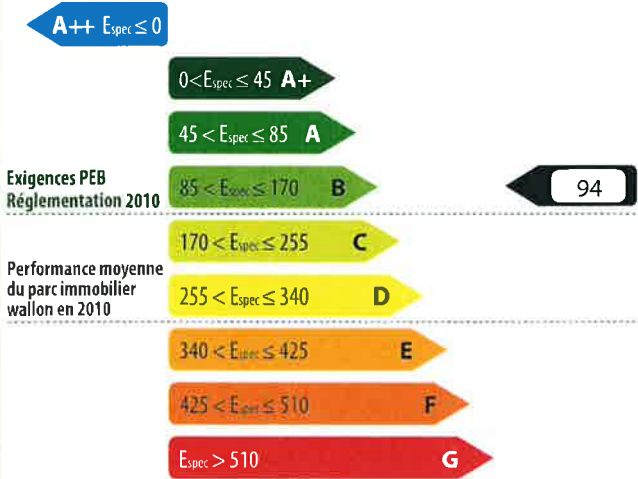 A++ Espec ≤ 0
0<Espec ≤ 45 A+
45 < Espec ≤ 85 A
Exigences PEB
Réglementation 2010
85 < Espec ≤ 170 B
94
170 < Espec ≤ 255 C
Performance moyenne
du parc immobilier
wallon en 2010
255 < Espec ≤ 340 D
340 < Espec ≤ 425 E
425 < Espec ≤ 510 F
Espec > 510 G